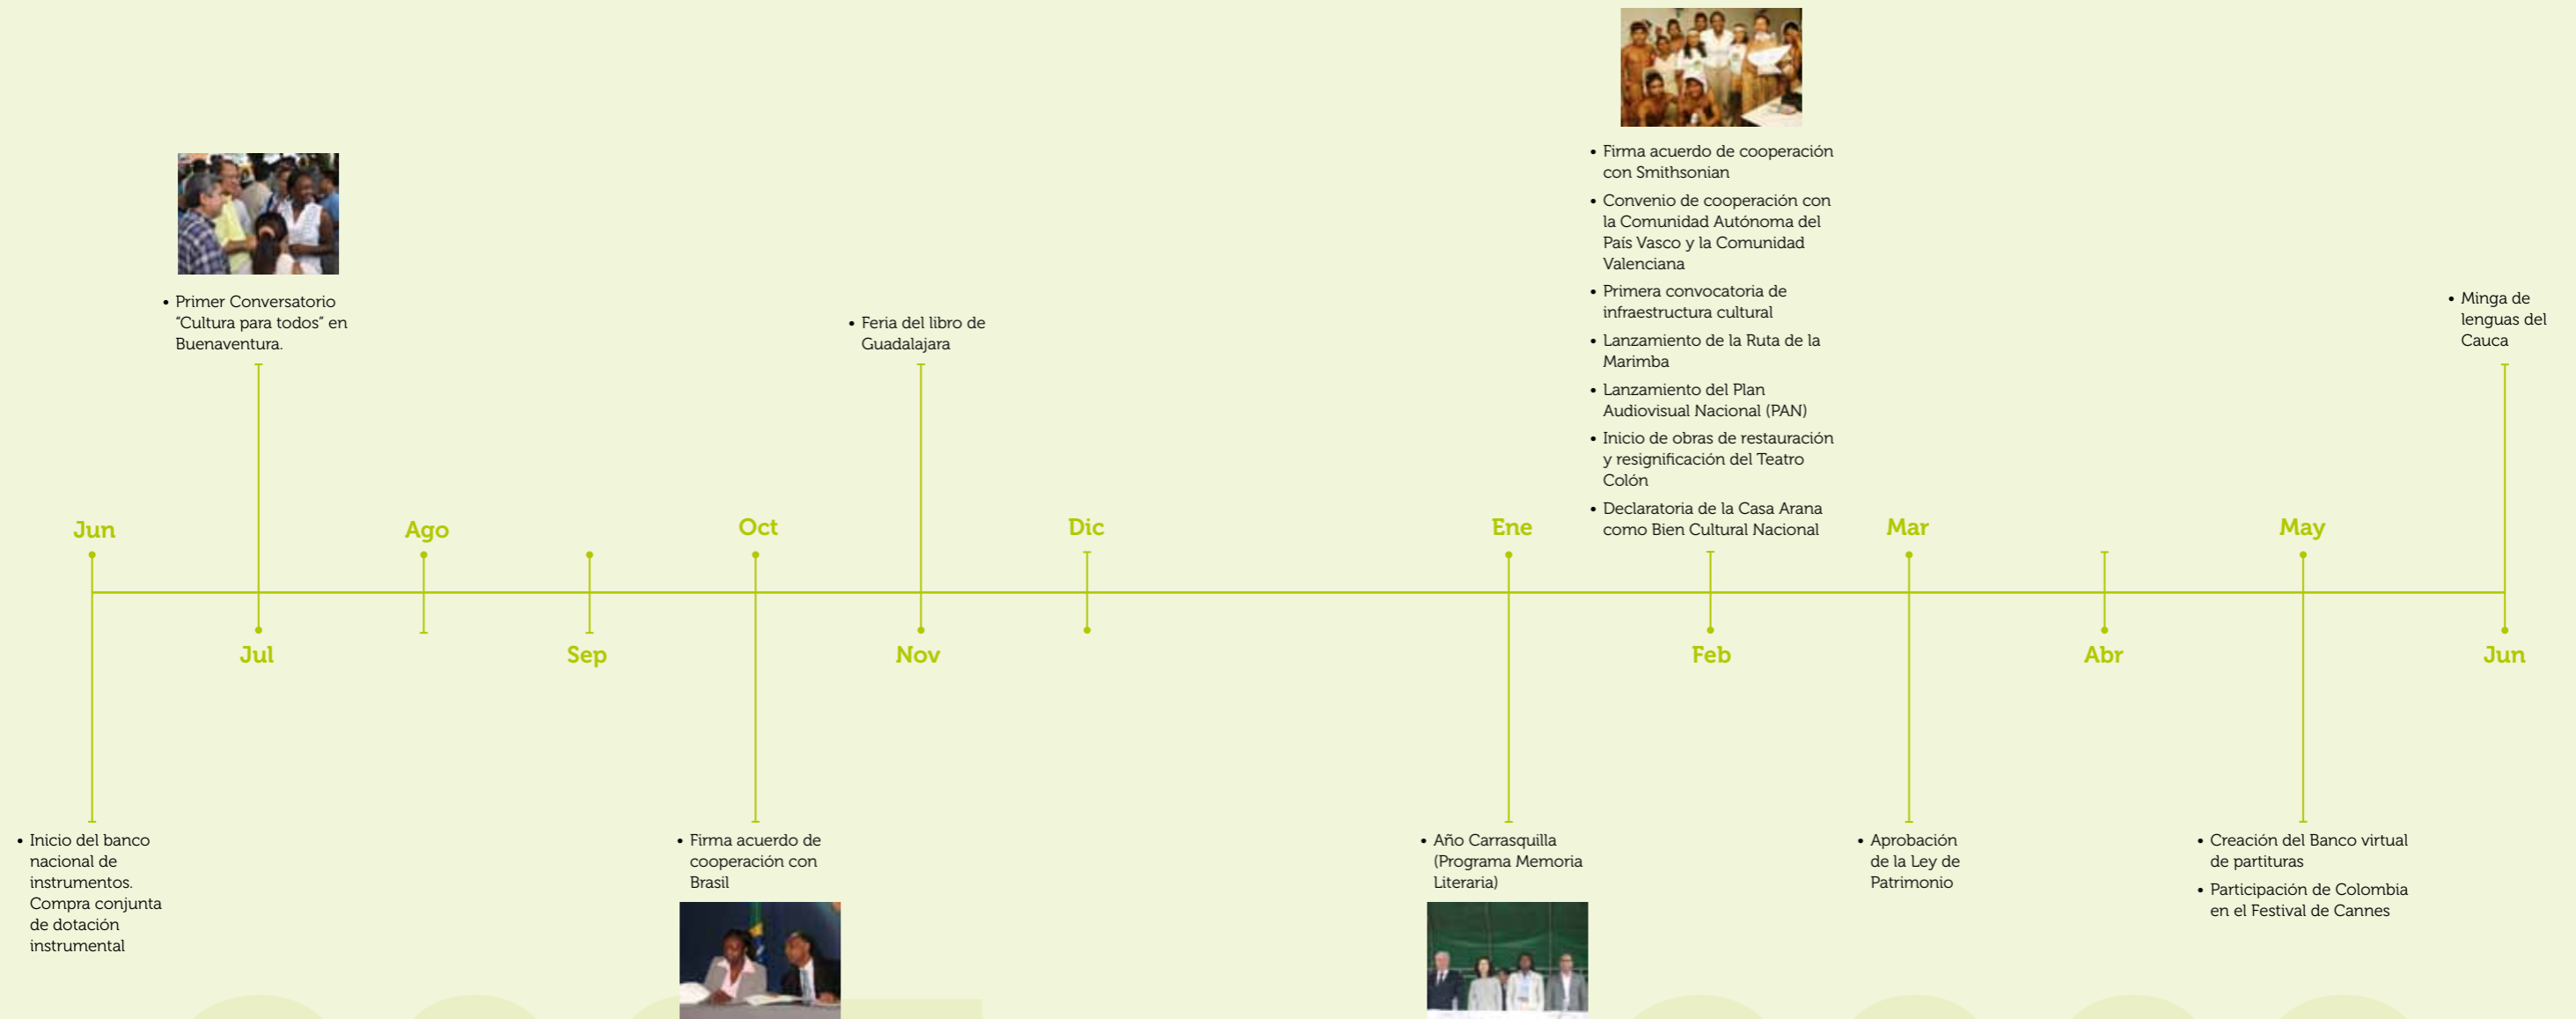 • Firma acuerdo de cooperación
con Smithsonian
• Convenio de cooperación con
la Comunidad Autónoma del
País Vasco y la Comunidad
Valenciana
• Primera convocatoria de
infraestructura cultural
• Lanzamiento de la Ruta de la
Marimba
• Lanzamiento del Plan
Audiovisual Nacional (PAN)
• Inicio de obras de restauración
y resignificación del Teatro
Colón
• Declaratoria de la Casa Arana
como Bien Cultural Nacional
• Primer Conversatorio
“Cultura para todos” en
Buenaventura.
• Feria del libro de
Guadalajara
• Minga de
lenguas del
Cauca
Jun
Ago
Oct
Dic
Ene
Mar
May
Jul
Sep
Nov
Feb
Abr
Jun
• Inicio del banco
nacional de
instrumentos.
Compra conjunta
de dotación
instrumental
• Firma acuerdo de
cooperación con
Brasil
• Año Carrasquilla
(Programa Memoria
Literaria)
• Aprobación
de la Ley de
Patrimonio
• Creación del Banco virtual
de partituras
• Participación de Colombia
en el Festival de Cannes